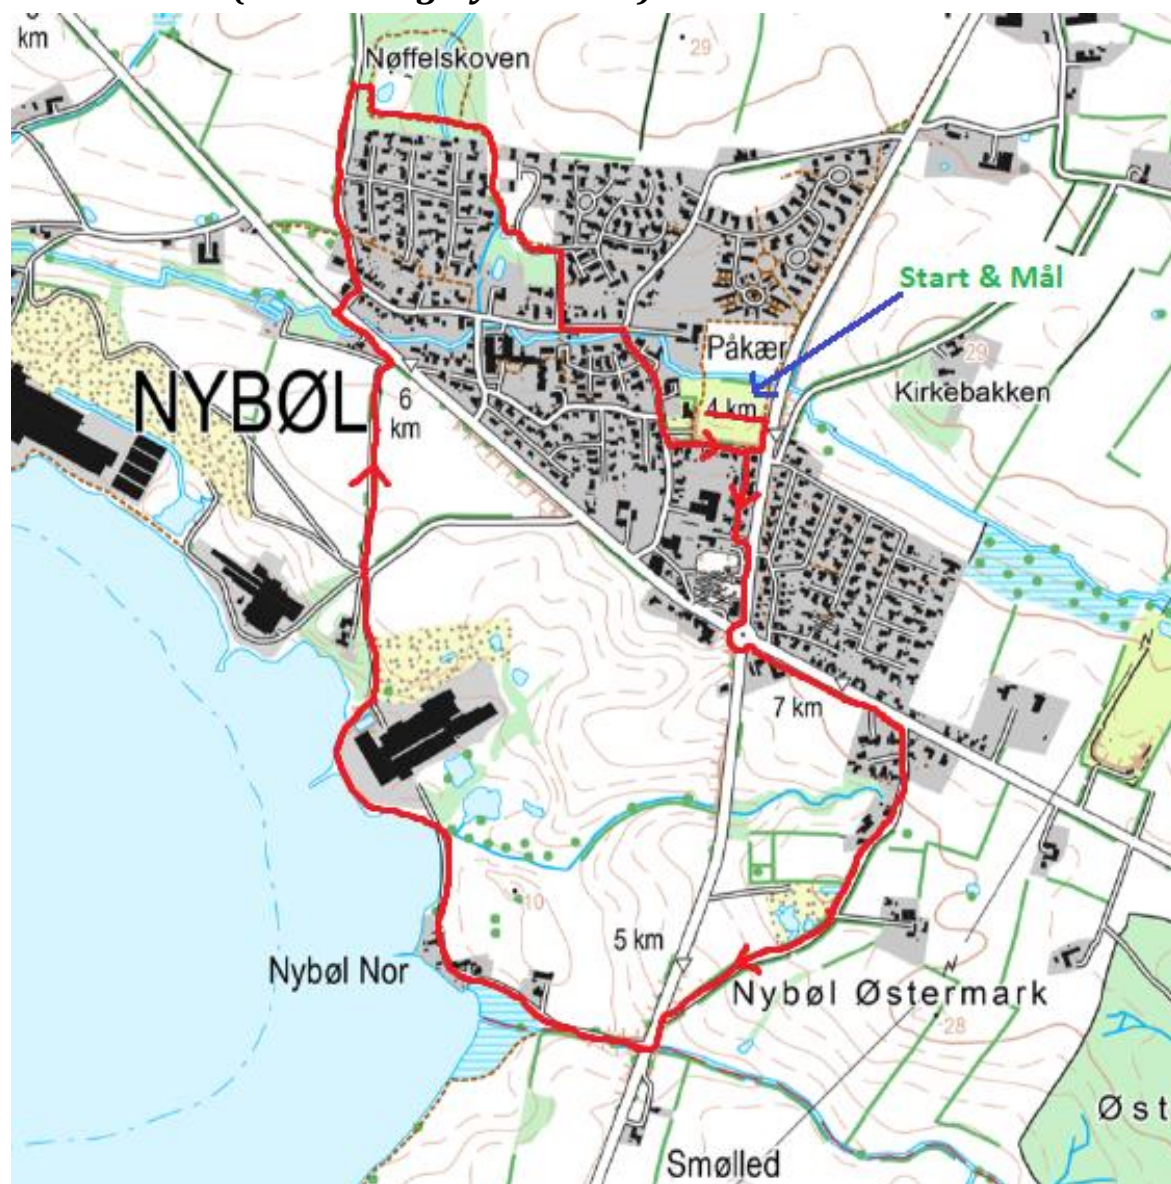 km
Nøffelskoven
29
Start & Mål
Påkær
29
Kirkebakken
NYBØL
6
km
4 km
7 km
10
5 km
Nybøl Nor
Nybøl Østermark
28
Øst
Smølled